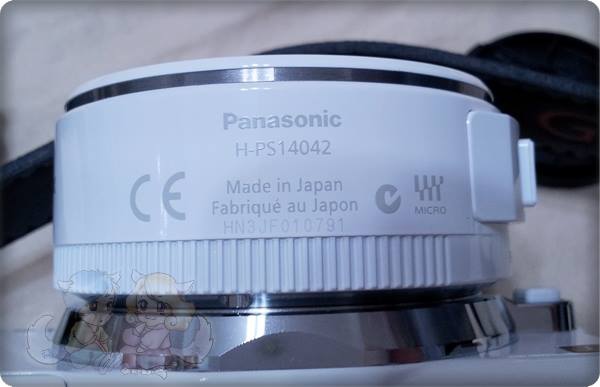 Panasonic
H-PS14042
Made in Japan
Fabriqué au Japon
HN3JF010791
CE
MICRO
G